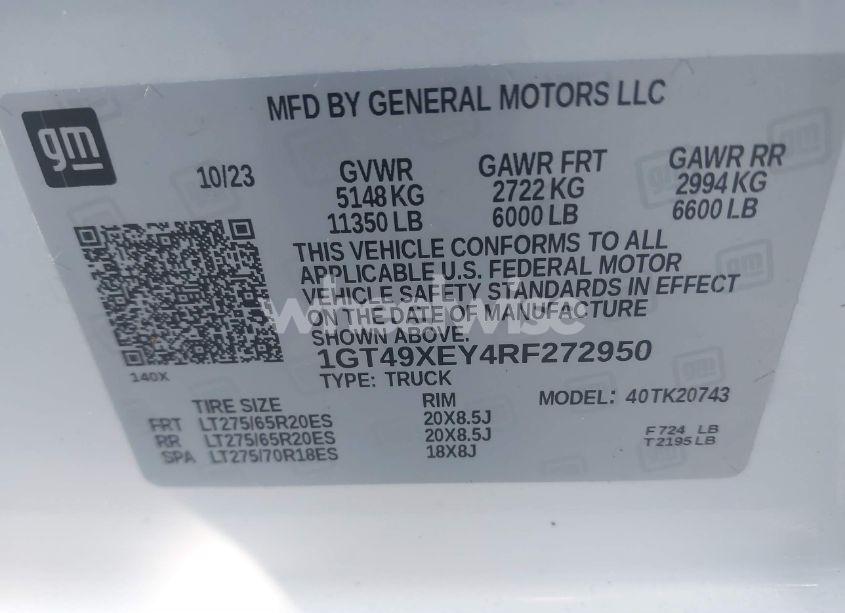 gm
MFD BY GENERAL MOTORS LLC
10/23
GVWR
5148 KG
11350 LB
GAWR FRT
2722 KG
6000 LB
GAWR RR
2994 KG
6600 LB
THIS VEHICLE CONFORMS TO ALL
APPLICABLE U.S. FEDERAL MOTOR
VEHICLE SAFETY STANDARDS IN EFFECT
ON THE DATE OF MANUFACTURE
SHOWN ABOVE.
wheelwise
1GT49XEY4RF272950
140X
TYPE: TRUCK
MODEL: 40TK20743
TIRE SIZE RIM
FRT LT275/65R20ES 20X8.5J
RR LT275/65R20ES 20X8.5J
SPA LT275/70R18ES 18X8J
F 724 LB
T 2195 LB